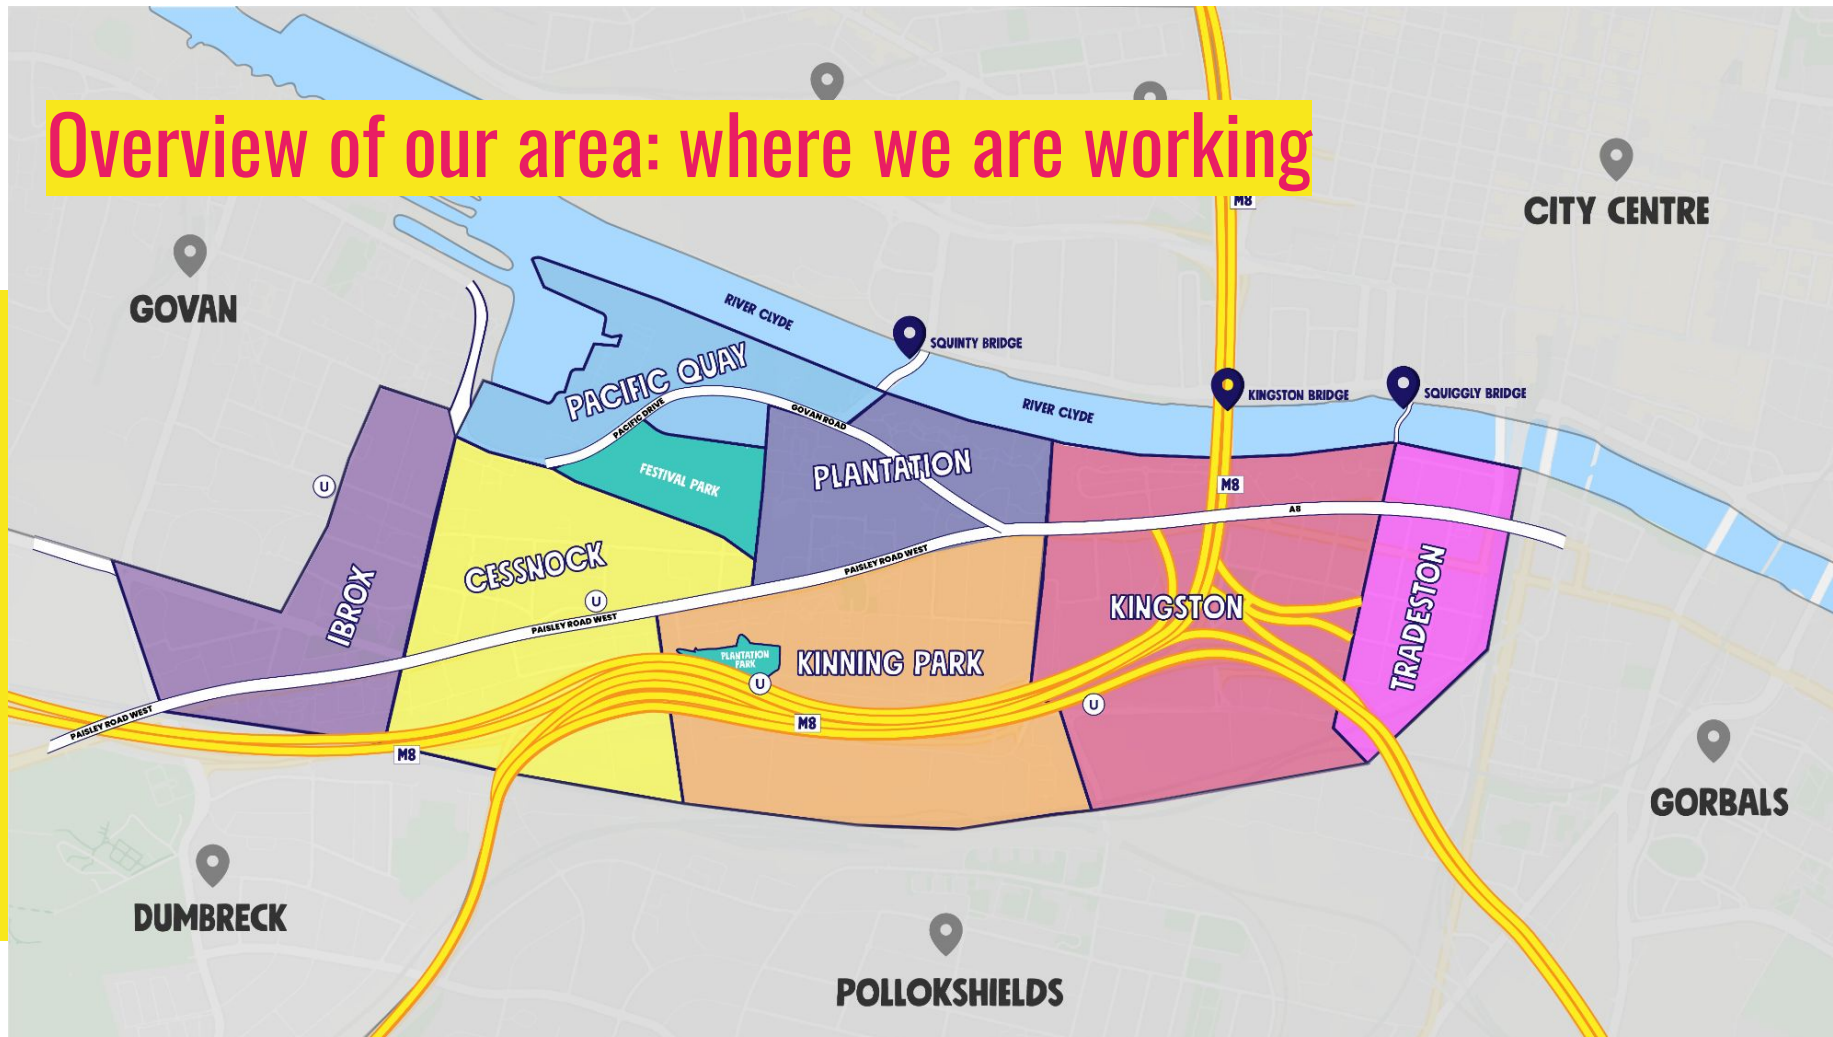 Overview of our area: where we are working
M8
CITY CENTRE
GOVAN
RIVER CLYDE
SQUINTY BRIDGE
PACIFIC QUAY
KINGSTON BRIDGE
SQUIGGLY BRIDGE
RIVER CLYDE
PACIFIC DRIVE
GOVAN ROAD
FESTIVAL PARK
PLANTATION
U
M8
A8
CESSNOCK
PAISLEY ROAD WEST
IBROX
U
KINGSTON
TRADESTON
PAISLEY ROAD WEST
PLANTATION
PARK
KINNING PARK
U
U
PAISLEY ROAD WEST
M8
M8
GORBALS
DUMBRECK
POLLOKSHIELDS